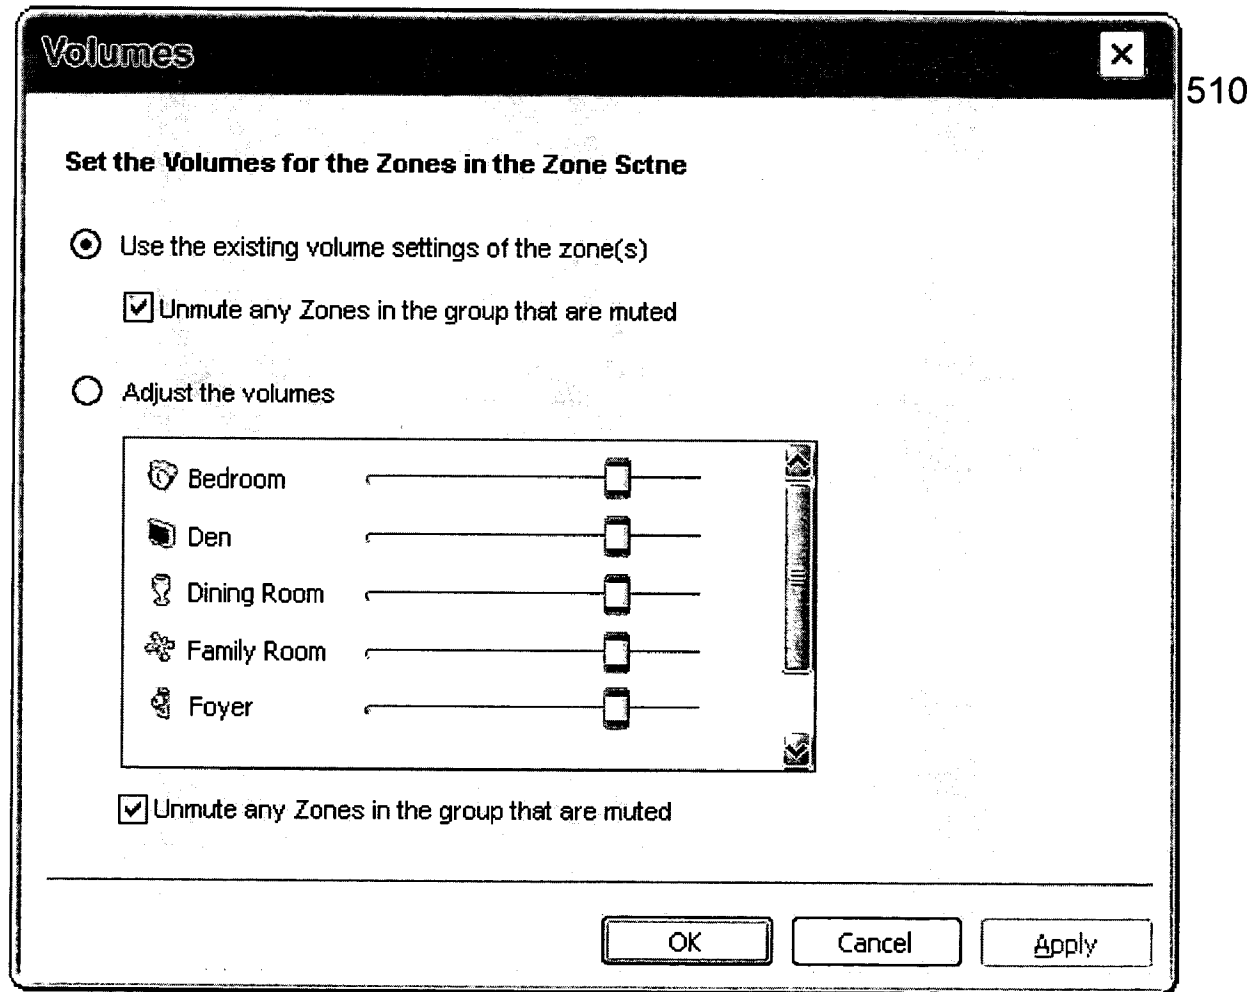 Volumes
510
Set the Volumes for the Zones in the Zone Sctne
Use the existing volume settings of the zone(s)
Unmute any Zones in the group that are muted
Adjust the volumes
Bedroom
Den
Dining Room
Family Room
Foyer
Unmute any Zones in the group that are muted
OK Cancel Apply